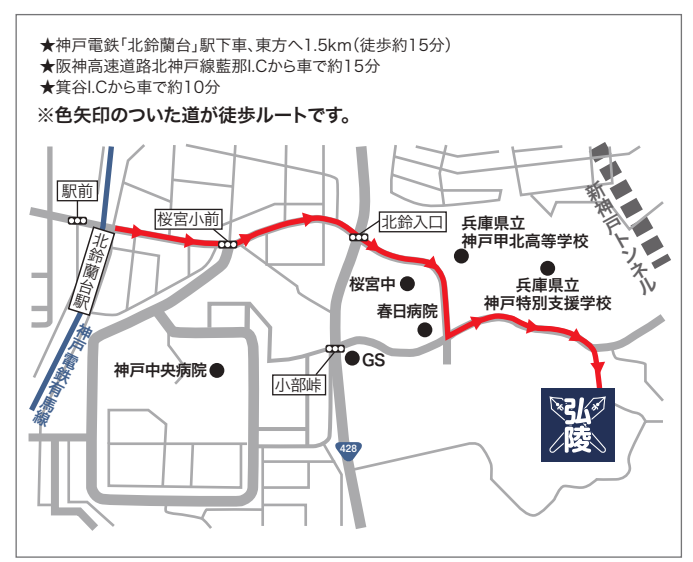 ★神戸電鉄「北鈴蘭台」駅下車、東方へ1.5km（徒歩約15分）
★阪神高速道路北神戸線藍那I.Cから車で約15分
★箕谷I.Cから車で約10分
※色矢印のついた道が徒歩ルートです。
駅前
桜宮小前
北鈴入口
兵庫県立
神戸甲北高等学校
新神戸トンネル
北鈴蘭台駅
桜宮中
兵庫県立
神戸特別支援学校
春日病院
神戸電鉄有馬線
神戸中央病院
GS
小部峠
弘陵
428